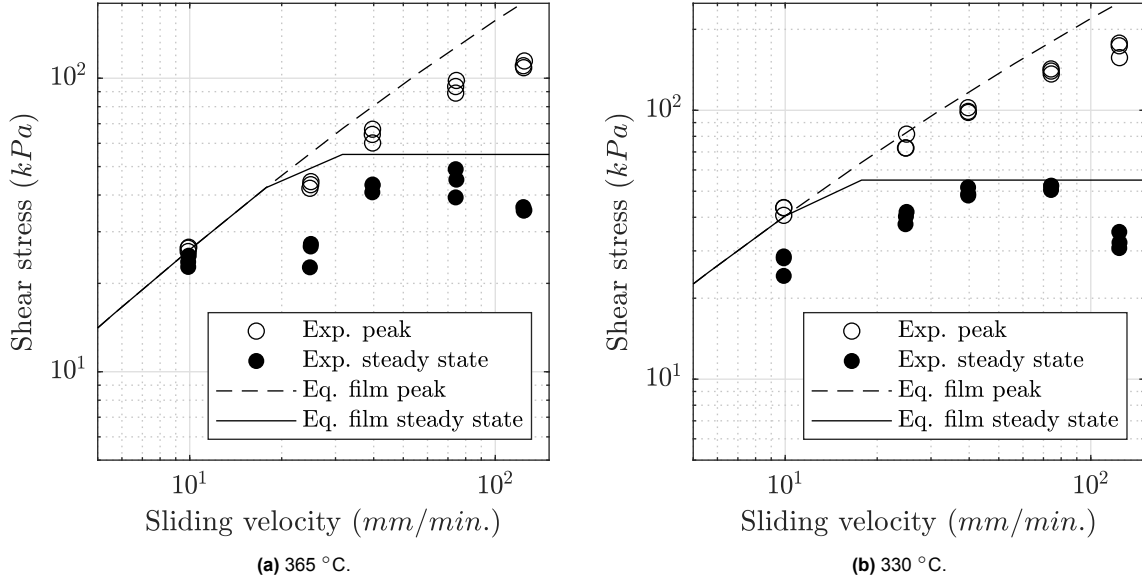 Shear stress (kPa)
10^2
10^1
Exp. peak
Exp. steady state
Eq. film peak
Eq. film steady state
10^1
10^2
Sliding velocity (mm/min.)
(a) 365 °C.
Shear stress (kPa)
10^2
10^1
Exp. peak
Exp. steady state
Eq. film peak
Eq. film steady state
10^1
10^2
Sliding velocity (mm/min.)
(b) 330 °C.